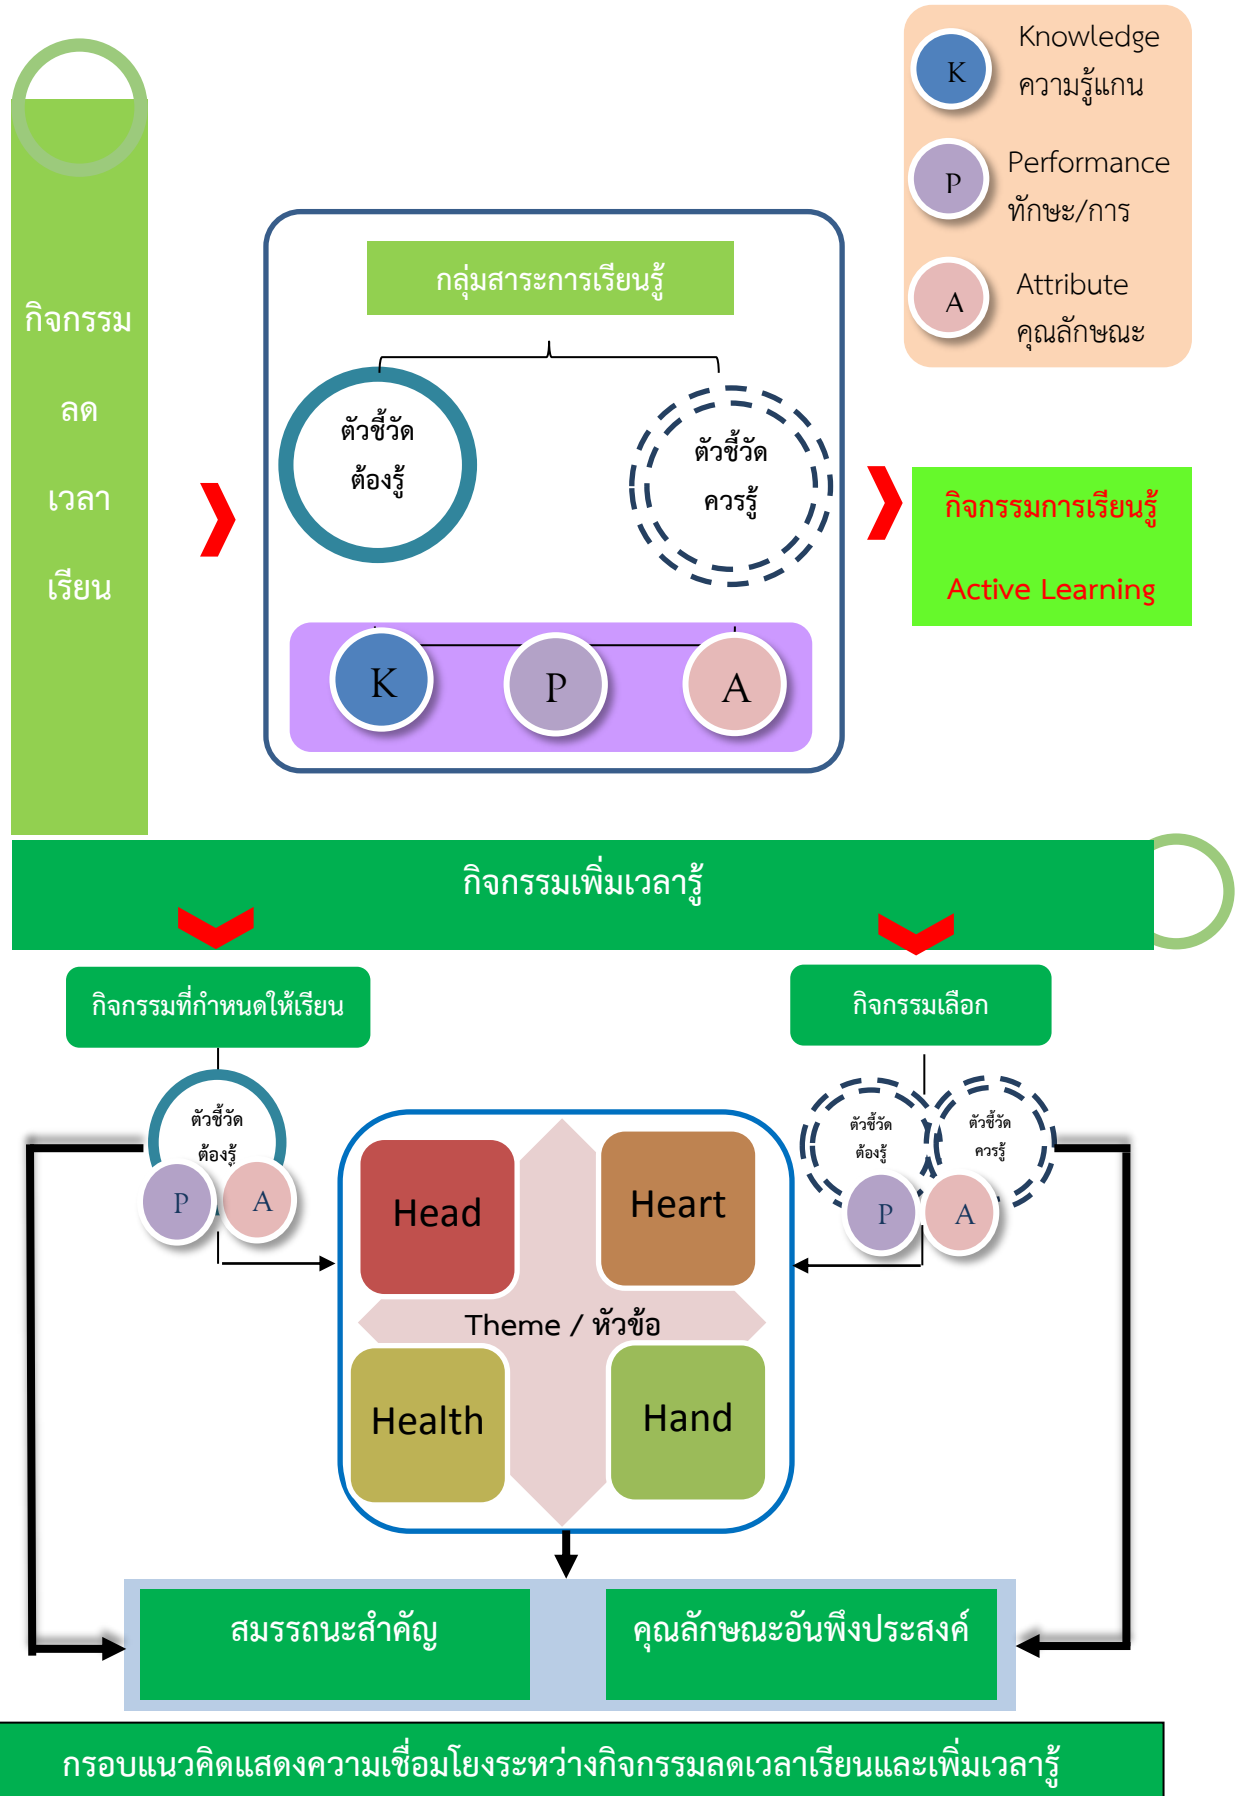 K
Knowledge
ความรู้แกน
P
Performance
ทักษะ/การ
A
Attribute
คุณลักษณะ
กิจกรรม
ลด
เวลา
เรียน
กลุ่มสาระการเรียนรู้
ตัวชี้วัด
ต้องรู้
ตัวชี้วัด
ควรรู้
K
P
A
กิจกรรมการเรียนรู้
Active Learning
กิจกรรมเพิ่มเวลารู้
กิจกรรมที่กำหนดให้เรียน
กิจกรรมเลือก
ตัวชี้วัด
ต้องรู้
P
A
ตัวชี้วัด
ต้องรู้
ตัวชี้วัด
ควรรู้
P
A
Head
Heart
Theme / หัวข้อ
Health
Hand
สมรรถนะสำคัญ
คุณลักษณะอันพึงประสงค์
กรอบแนวคิดแสดงความเชื่อมโยงระหว่างกิจกรรมลดเวลาเรียนและเพิ่มเวลารู้